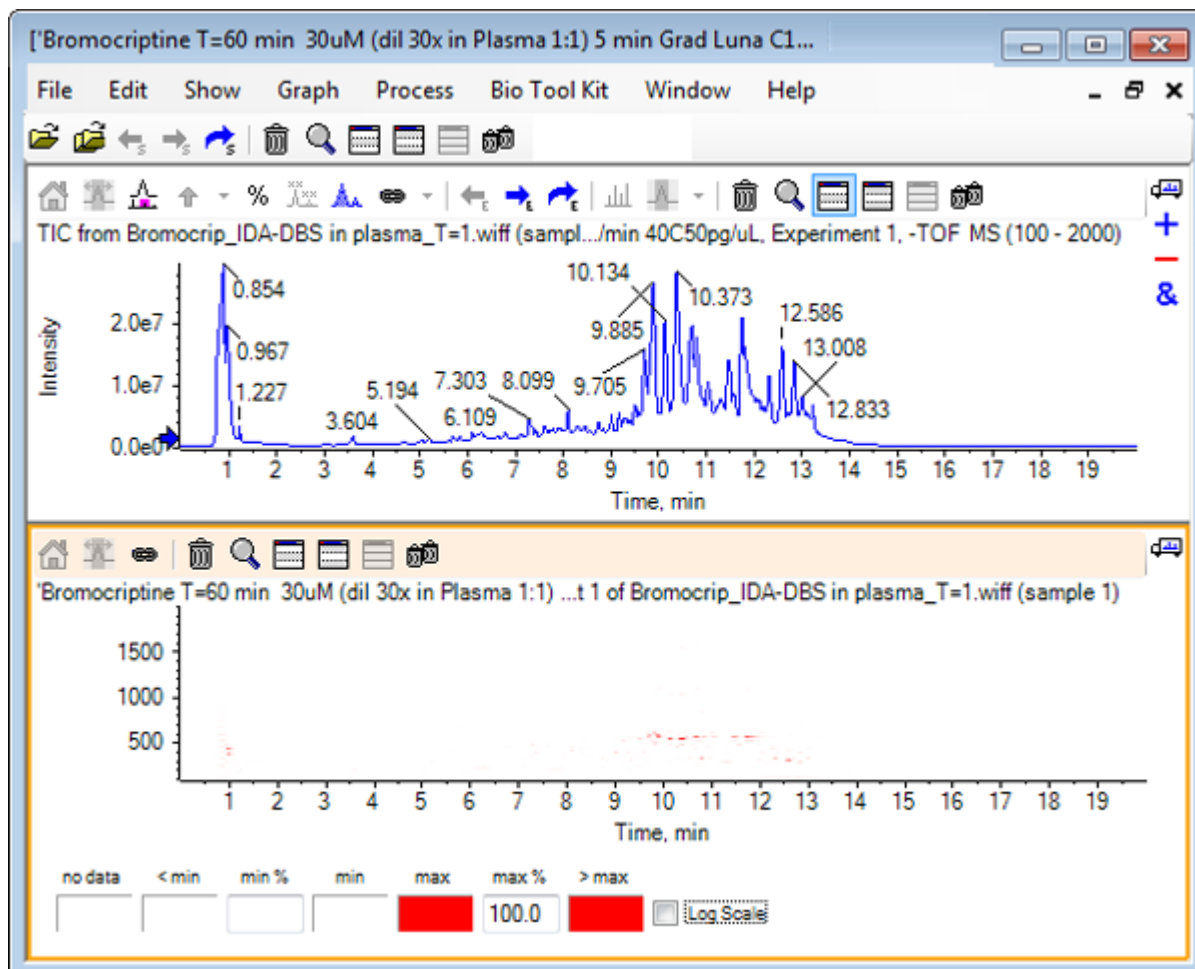 ['Bromocriptine T=60 min  30uM (dil 30x in Plasma 1:1) 5 min Grad Luna C1...
File Edit Show Graph Process Bio Tool Kit Window Help
S S S
% E E E
TIC from Bromocrip_IDA-DBS in plasma_T=1.wiff (sampl.../min 40C50pg/uL, Experiment 1, -TOF MS (100 - 2000)
+
&
Intensity
2.0e7
1.0e7
0.0e0
0.854
0.967
1.227
3.604
5.194
6.109
7.303
8.099
9.705
9.885
10.134
10.373
12.586
13.008
12.833
1 2 3 4 5 6 7 8 9 10 11 12 13 14 15 16 17 18 19
Time, min
'Bromocriptine T=60 min  30uM (dil 30x in Plasma 1:1) ...t 1 of Bromocrip_IDA-DBS in plasma_T=1.wiff (sample 1)
1500
1000
500
1 2 3 4 5 6 7 8 9 10 11 12 13 14 15 16 17 18 19
Time, min
no data < min min % min max max % > max
100.0 Log Scale